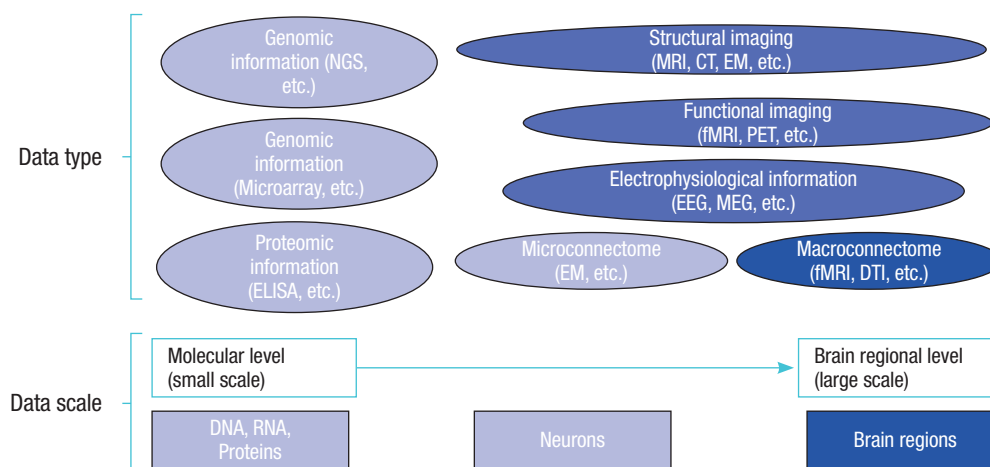 Genomic
information (NGS,
etc.)
Structural imaging
(MRI, CT, EM, etc.)
Functional imaging
(fMRI, PET, etc.)
Data type
Genomic
information
(Microarray, etc.)
Electrophysiological information
(EEG, MEG, etc.)
Proteomic
information
(ELISA, etc.)
Microconnectome
(EM, etc.)
Macroconnectome
(fMRI, DTI, etc.)
Molecular level
(small scale)
Brain regional level
(large scale)
Data scale
DNA, RNA,
Proteins
Neurons
Brain regions